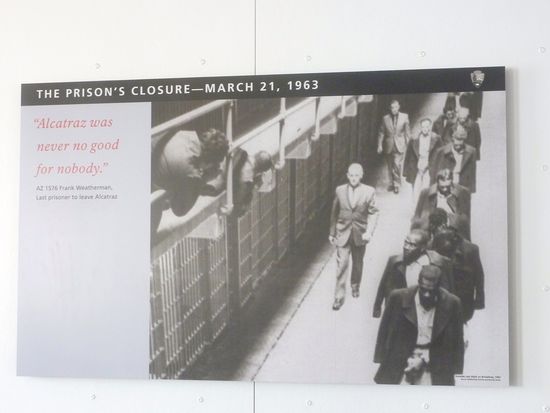 THE PRISON'S CLOSURE—MARCH 21, 1963
"Alcatraz was
never no good
for nobody."
AZ 1576 Frank Weatherman,
Last prisoner to leave Alcatraz